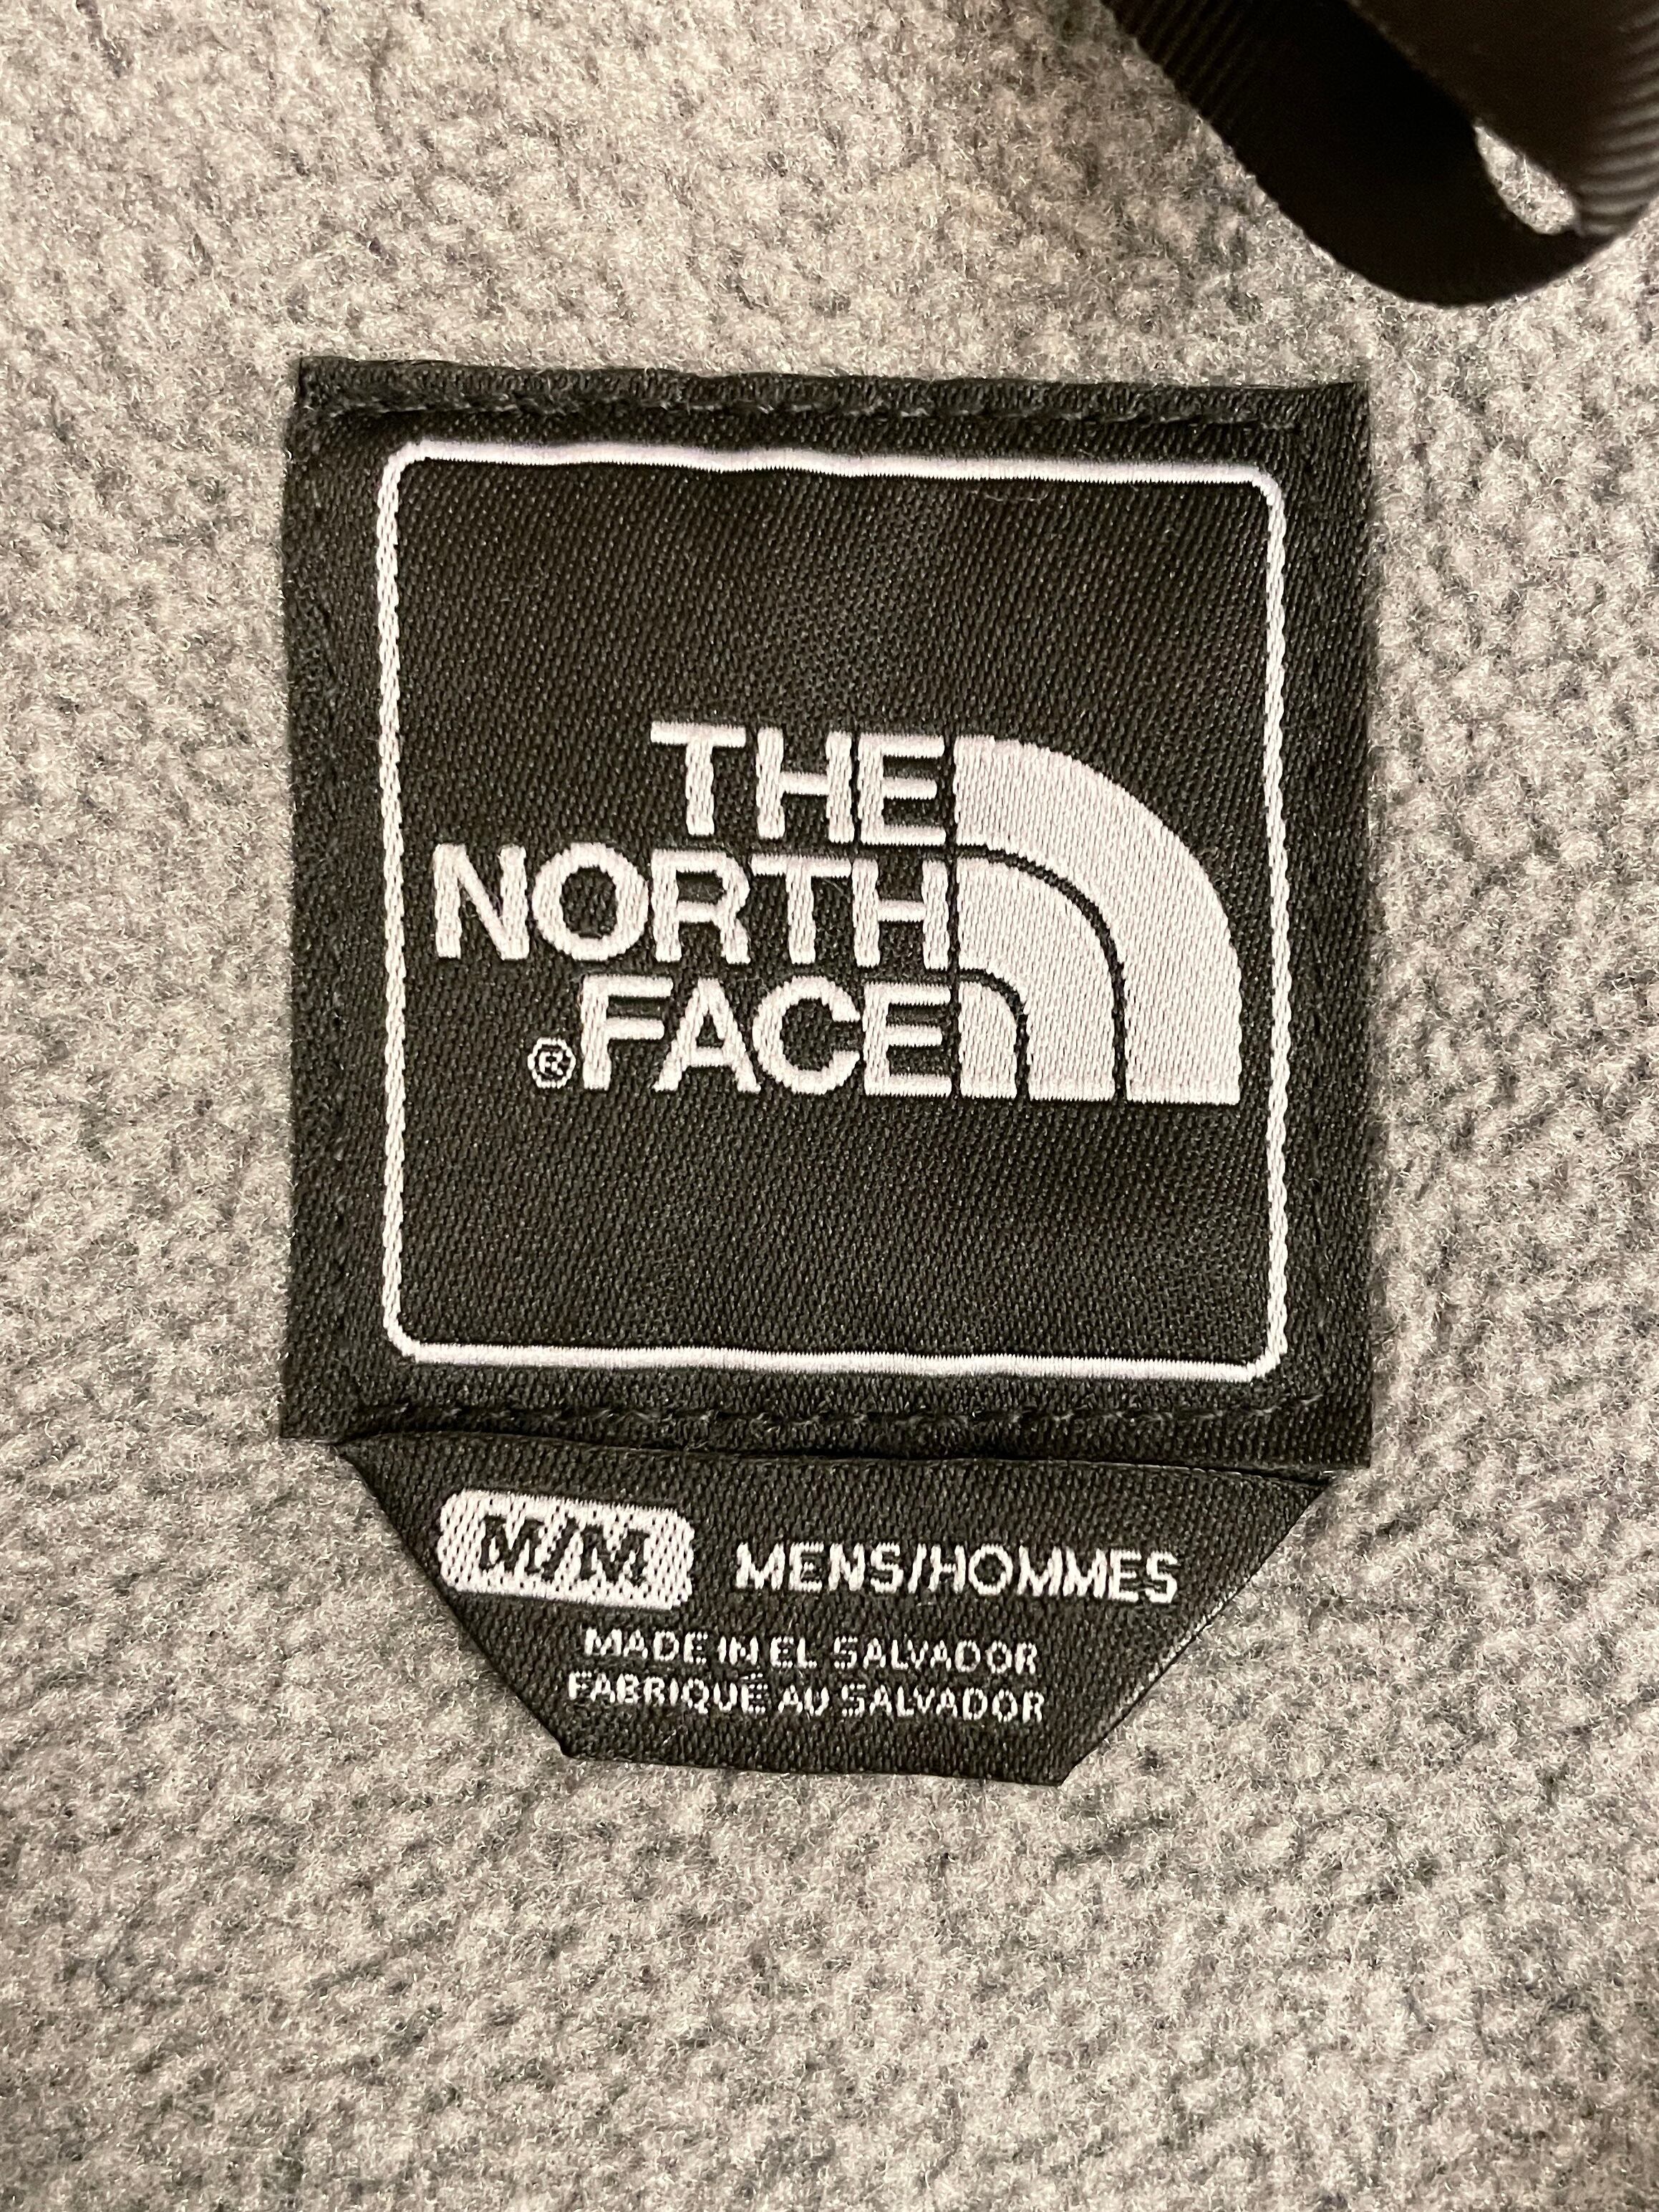 THE
NORTH
®FACE
M/M MENS/HOMMES
MADE IN EL SALVADOR
FABRIQUÉ AU SALVADOR